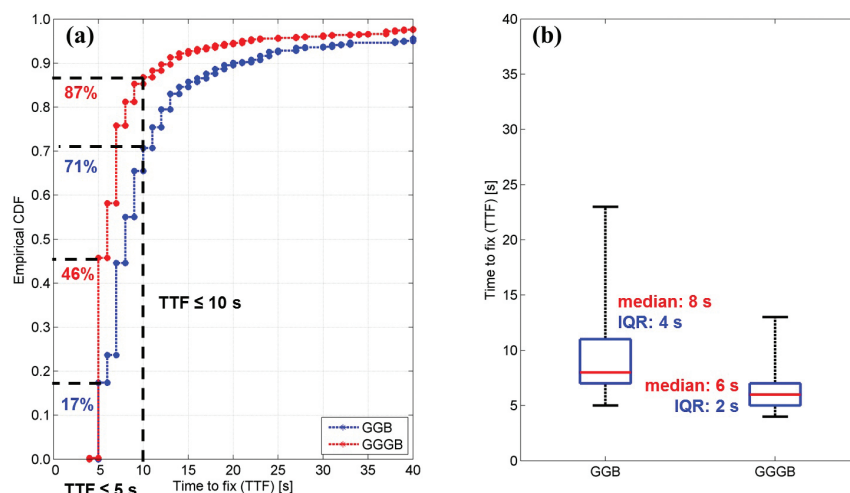 (a)
1.0
0.9
0.8
0.7
0.6
0.5
0.4
0.3
0.2
0.1
0.0
Empirical CDF
87%
71%
46%
17%
TTF ≤ 10 s
GGB
GGGB
0
5
10
15
20
25
30
35
40
TTF ≤ 5 s
Time to fix (TTF) [s]
(b)
40
35
30
25
20
15
10
5
0
Time to fix (TTF) [s]
median: 8 s
IQR: 4 s
median: 6 s
IQR: 2 s
GGB
GGGB